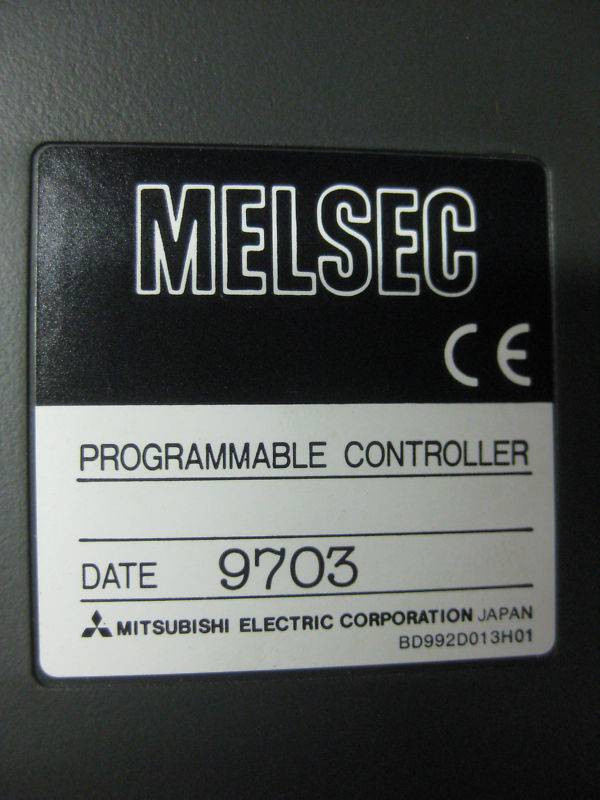 MELSEC
CE
PROGRAMMABLE CONTROLLER
DATE 9703
MITSUBISHI ELECTRIC CORPORATION JAPAN
BD992D013H01